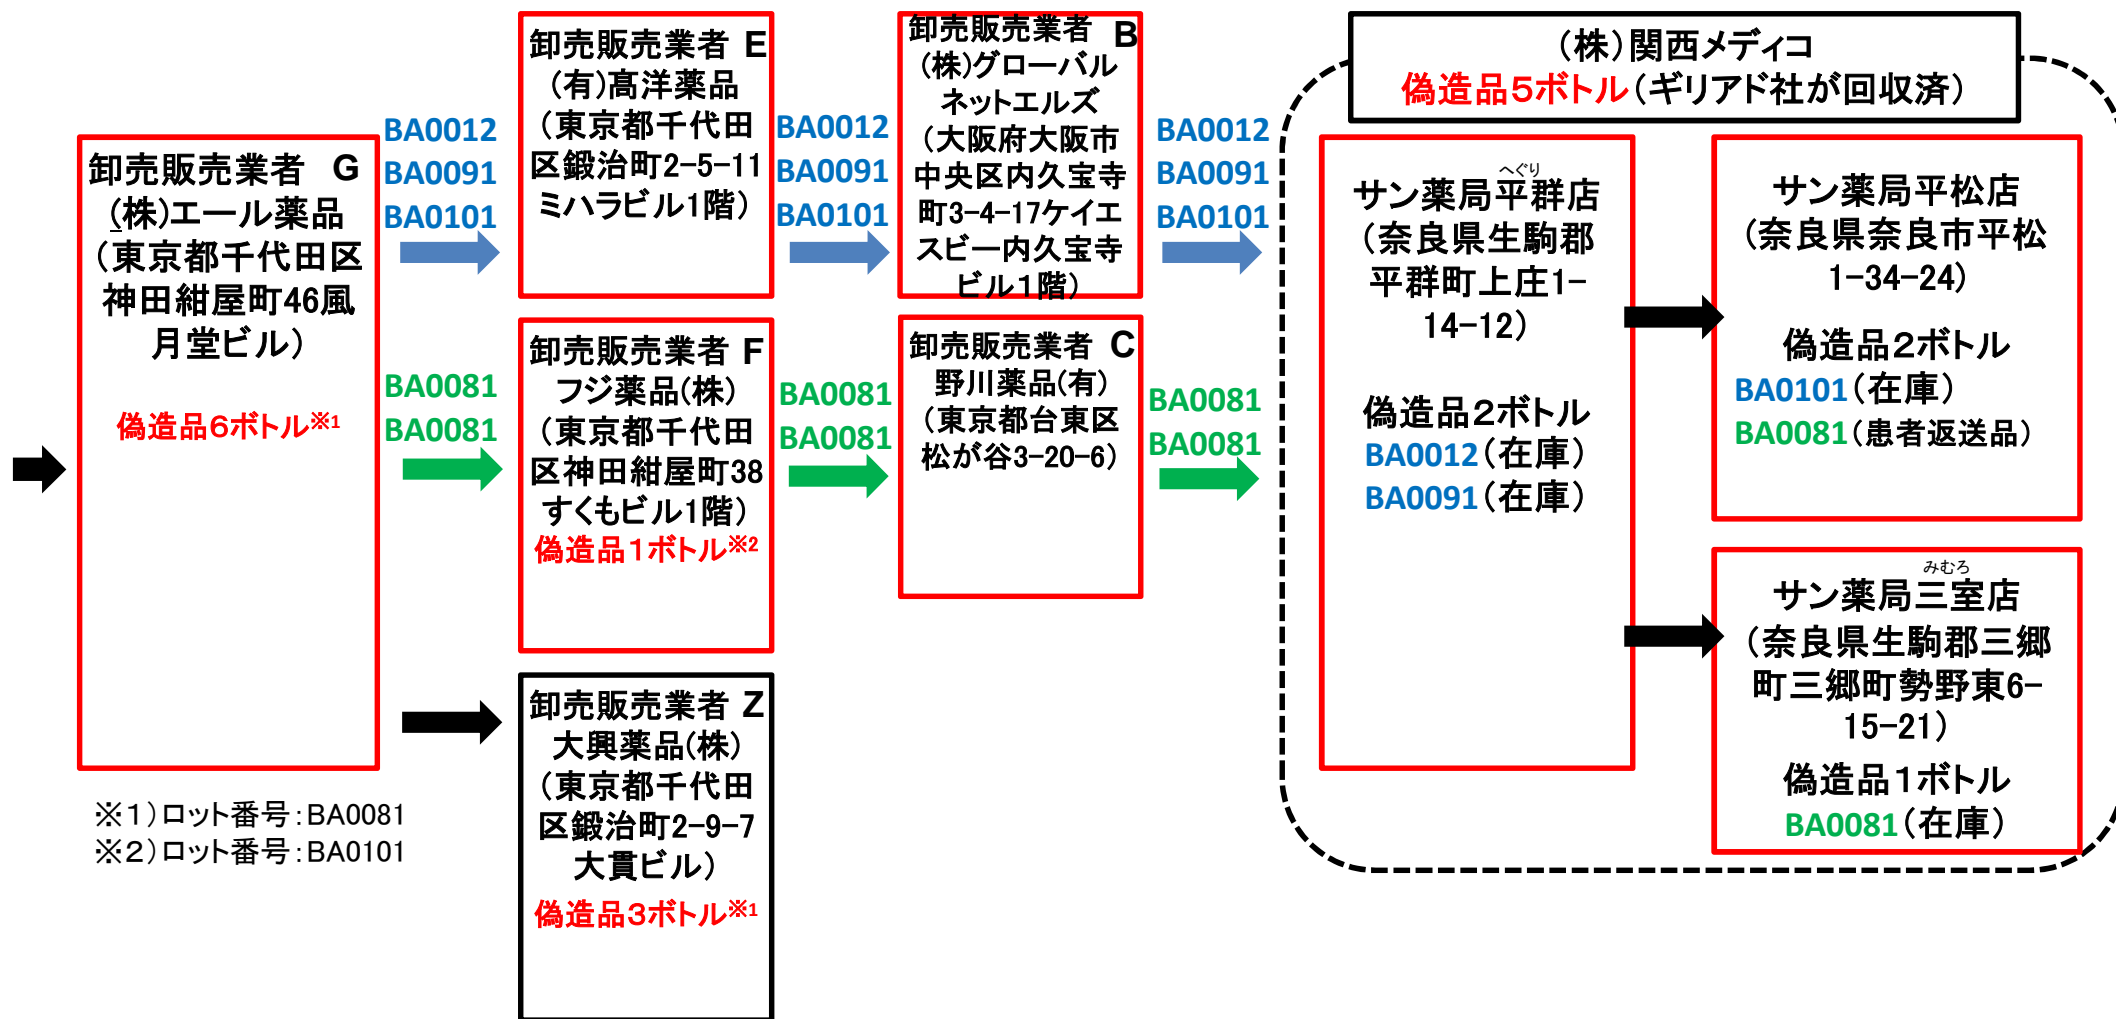 卸売販売業者 G
(株)エール薬品
(東京都千代田区
神田紺屋町46風
月堂ビル)
偽造品6ボトル※1
※1)ロット番号:BA0081
※2)ロット番号:BA0101
BA0012
BA0091
BA0101
BA0081
BA0081
卸売販売業者 E
(有)髙洋薬品
(東京都千代田
区鍛治町2-5-11
ミハラビル1階)
卸売販売業者 F
フジ薬品(株)
(東京都千代田
区神田紺屋町38
すくもビル1階)
偽造品1ボトル※2
卸売販売業者 Z
大興薬品(株)
(東京都千代田
区鍛治町2-9-7
大貫ビル)
偽造品3ボトル※1
BA0012
BA0091
BA0101
BA0081
BA0081
卸売販売業者 B
(株)グローバル
ネットエルズ
(大阪府大阪市
中央区内久宝寺
町3-4-17ケイエ
スビー内久宝寺
ビル1階)
卸売販売業者 C
野川薬品(有)
(東京都台東区
松が谷3-20-6)
BA0012
BA0091
BA0101
BA0081
BA0081
(株)関西メディコ
偽造品5ボトル(ギリアド社が回収済)
へぐり
サン薬局平群店
(奈良県生駒郡
平群町上庄1-
14-12)
偽造品2ボトル
BA0012(在庫)
BA0091(在庫)
サン薬局平松店
(奈良県奈良市平松
1-34-24)
偽造品2ボトル
BA0101(在庫)
BA0081(患者返送品)
みむろ
サン薬局三室店
(奈良県生駒郡三郷
町三郷町勢野東6-
15-21)
偽造品1ボトル
BA0081(在庫)